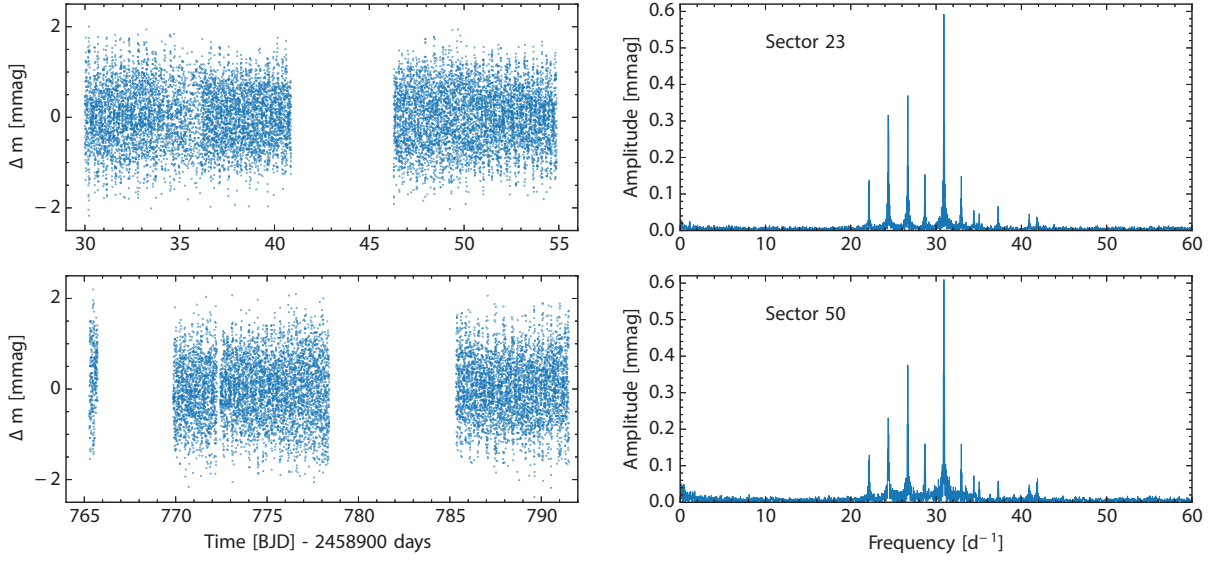 2
0
−2
Δ m [mmag]
30 35 40 45 50 55
0.6
0.5
0.4
0.3
0.2
0.1
0.0
Amplitude [mmag]
Sector 23
0 10 20 30 40 50 60
2
0
−2
Δ m [mmag]
765 770 775 780 785 790
Time [BJD] - 2458900 days
0.6
0.5
0.4
0.3
0.2
0.1
0.0
Amplitude [mmag]
Sector 50
0 10 20 30 40 50 60
Frequency [d⁻¹]